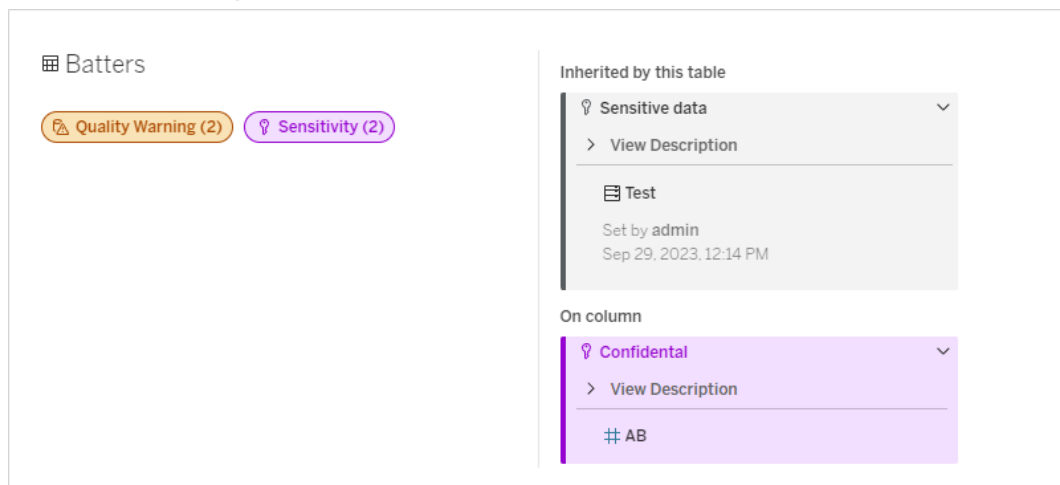 Batters
Quality Warning (2)
Sensitivity (2)
Inherited by this table
Sensitive data
View Description
Test
Set by admin
Sep 29, 2023, 12:14 PM
On column
Confidental
View Description
AB